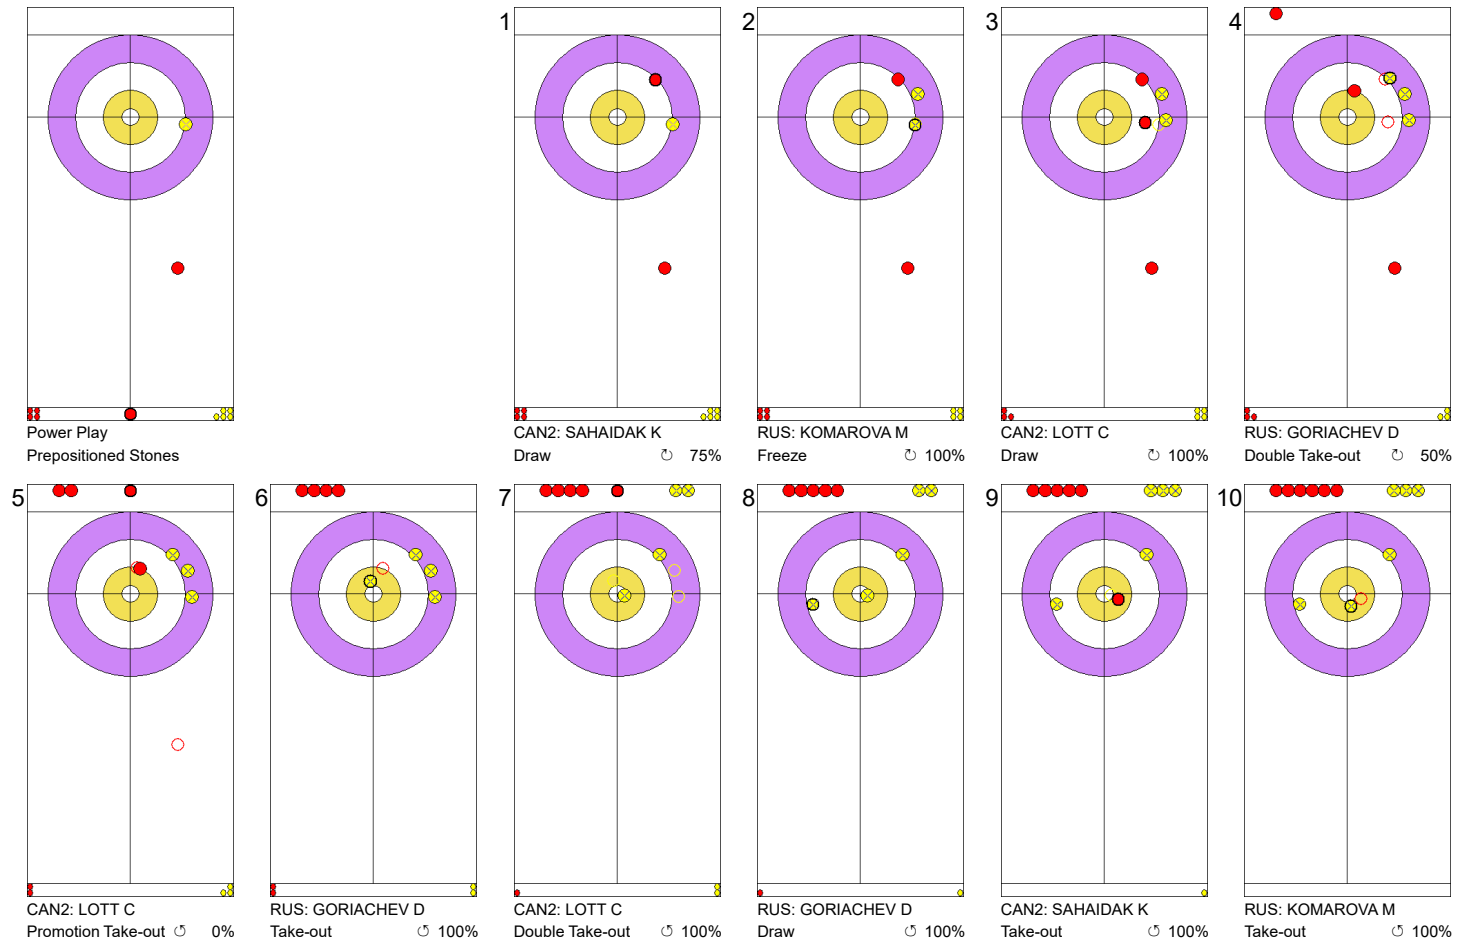 Power Play
Prepositioned Stones
1
CAN2: SAHAIDAK K
Draw ↻ 75%
2
RUS: KOMAROVA M
Freeze ↻ 100%
3
CAN2: LOTT C
Draw ↻ 100%
4
RUS: GORIACHEV D
Double Take-out ↻ 50%
5
CAN2: LOTT C
Promotion Take-out ↺ 0%
6
RUS: GORIACHEV D
Take-out ↺ 100%
7
CAN2: LOTT C
Double Take-out ↺ 100%
8
RUS: GORIACHEV D
Draw ↺ 100%
9
CAN2: SAHAIDAK K
Take-out ↺ 100%
10
RUS: KOMAROVA M
Take-out ↺ 100%